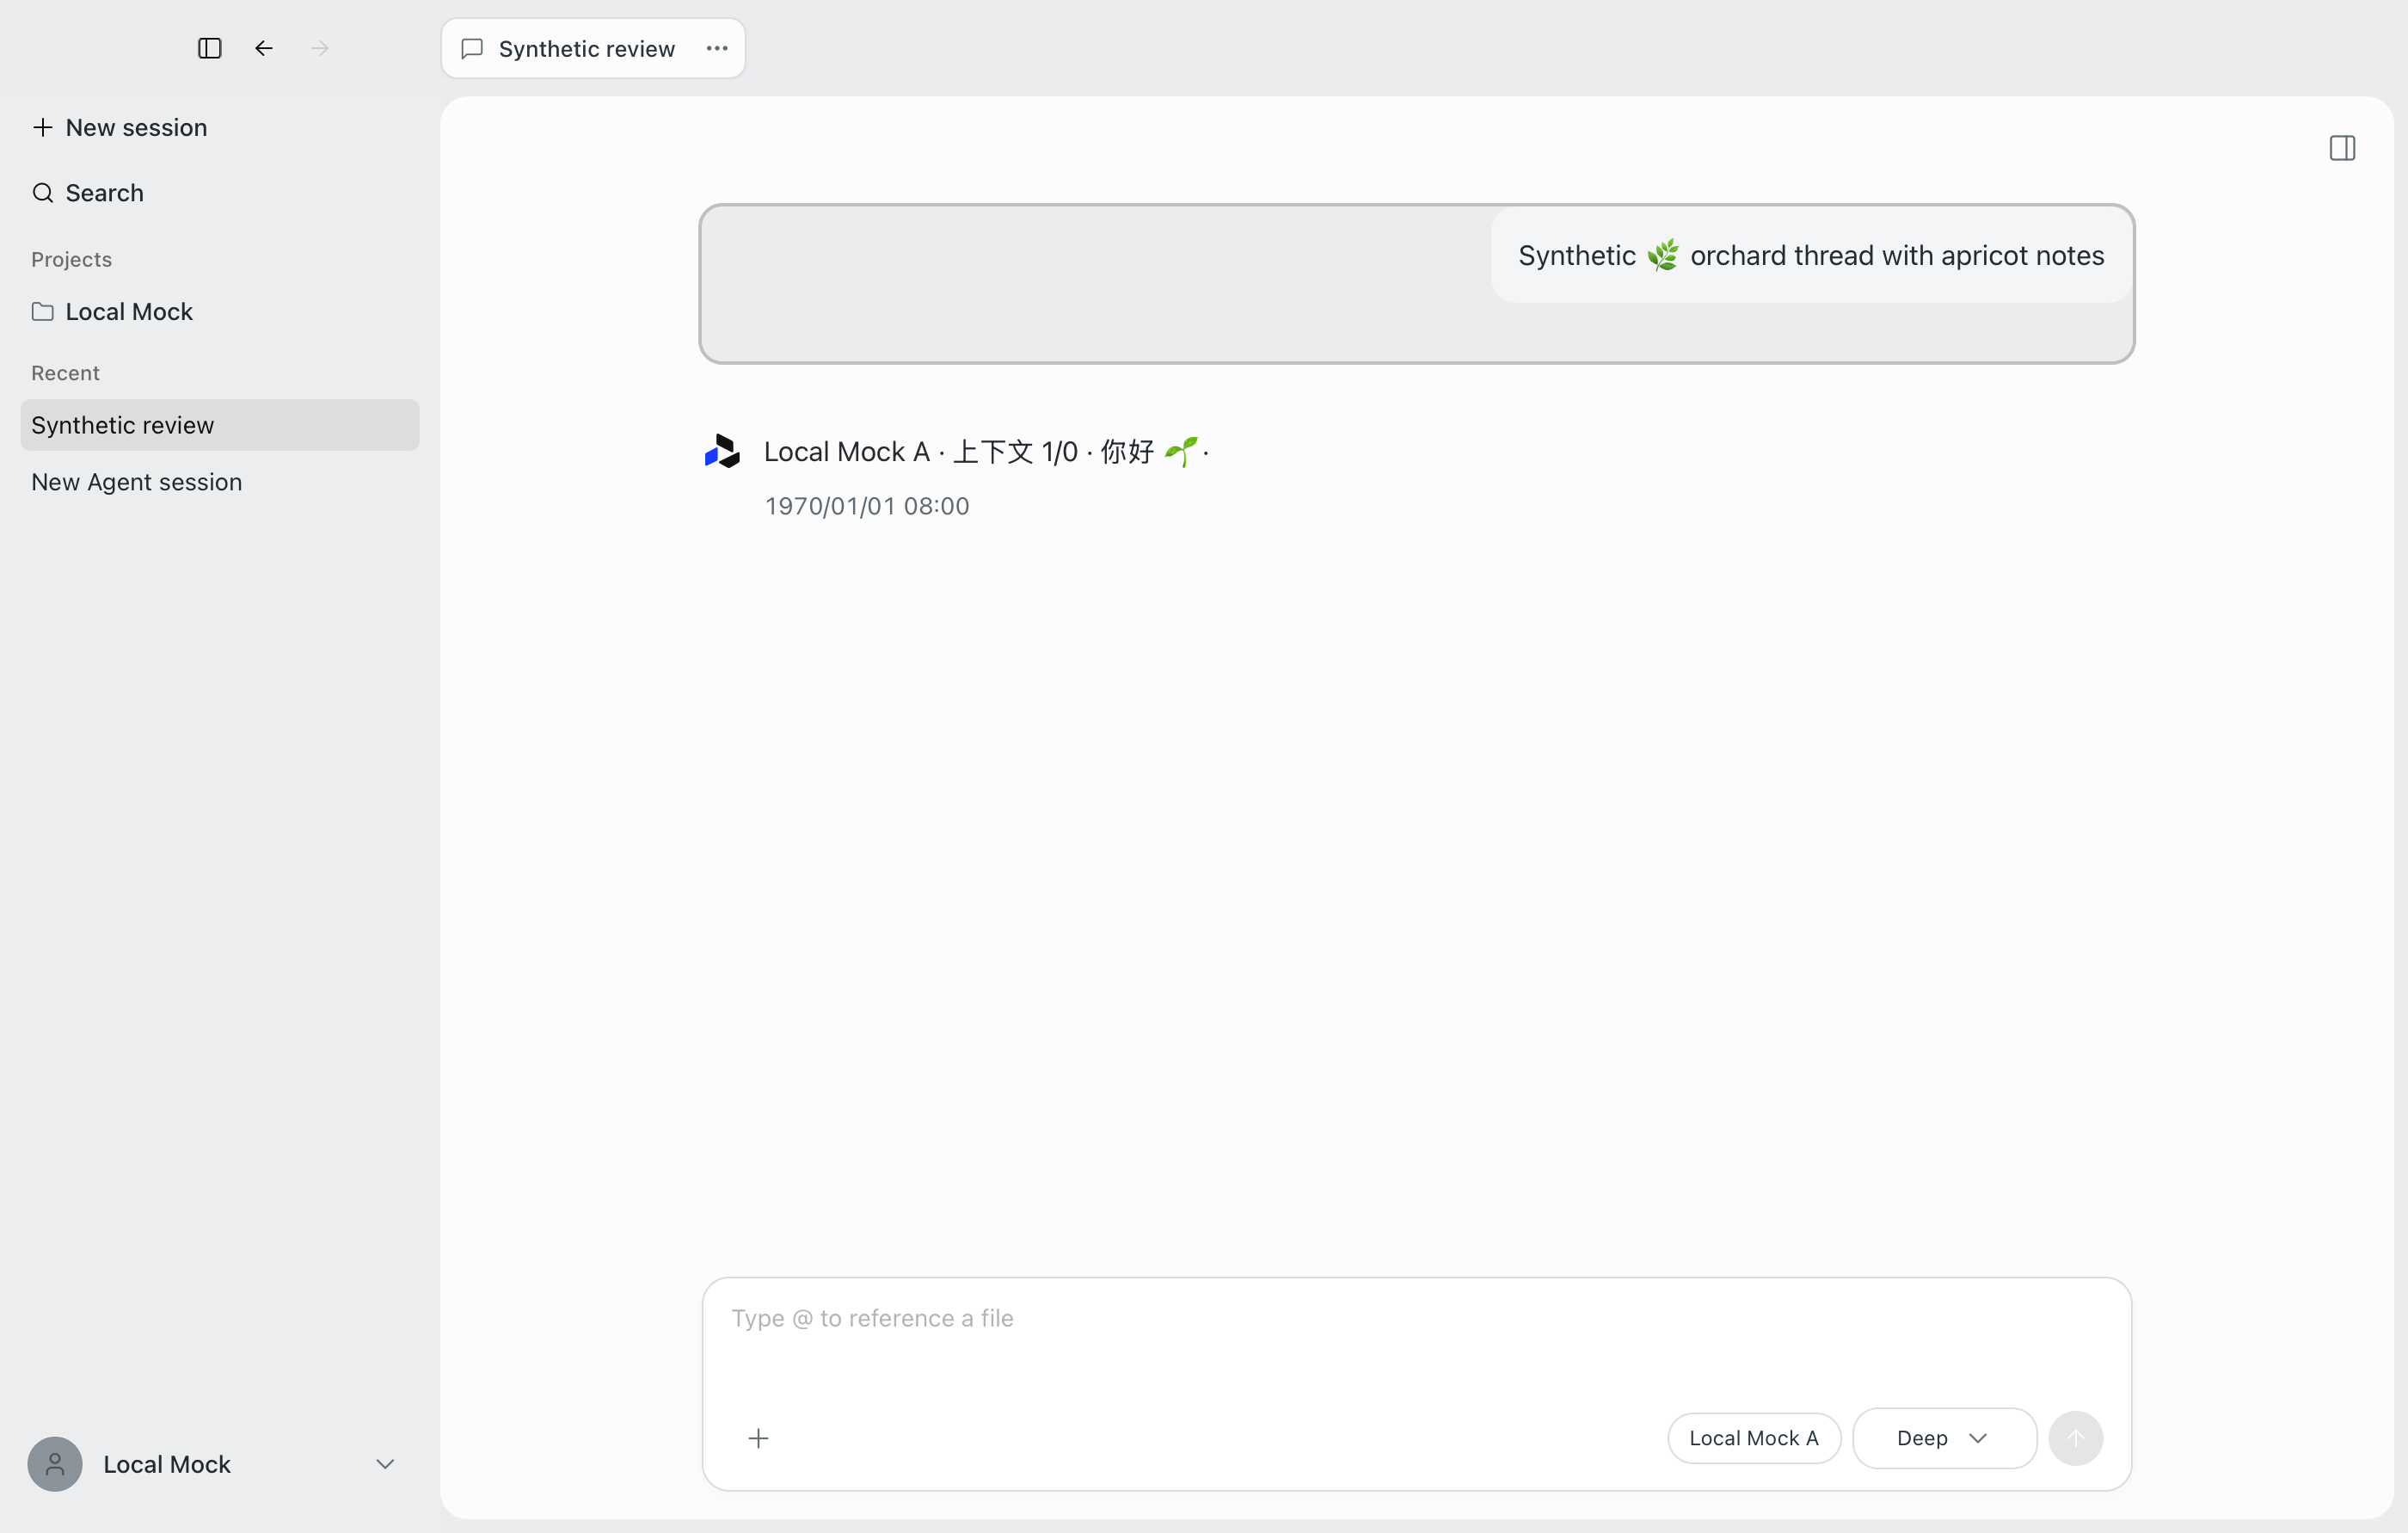 Synthetic review
New session
Search
Projects
Local Mock
Recent
Synthetic review
New Agent session
Synthetic 🌿 orchard thread with apricot notes
Local Mock A · 上下文 1/0 · 你好 🌱 ·
1970/01/01 08:00
Type @ to reference a file
Local Mock A
Deep
Local Mock